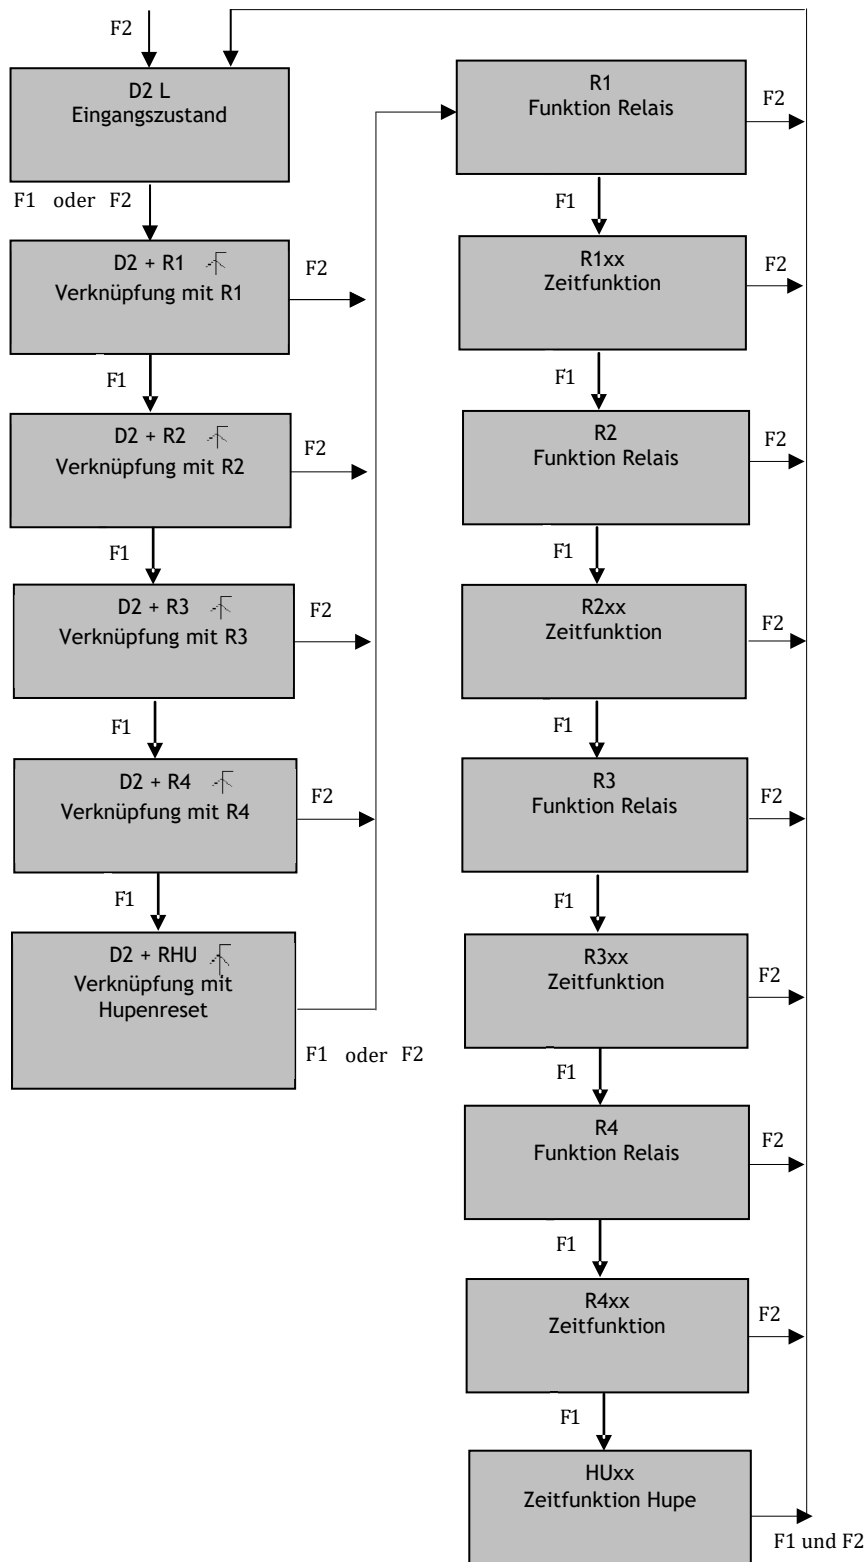 F2
D2 L
Eingangszustand
F1 oder F2
D2 + R1
Verknüpfung mit R1
F2
F1
D2 + R2
Verknüpfung mit R2
F2
F1
D2 + R3
Verknüpfung mit R3
F2
F1
D2 + R4
Verknüpfung mit R4
F2
F1
D2 + RHU
Verknüpfung mit
Hupenreset
F1 oder F2
R1
Funktion Relais
F2
F1
R1xx
Zeitfunktion
F2
F1
R2
Funktion Relais
F2
F1
R2xx
Zeitfunktion
F2
F1
R3
Funktion Relais
F2
F1
R3xx
Zeitfunktion
F2
F1
R4
Funktion Relais
F2
F1
R4xx
Zeitfunktion
F2
F1
HUxx
Zeitfunktion Hupe
F1 und F2